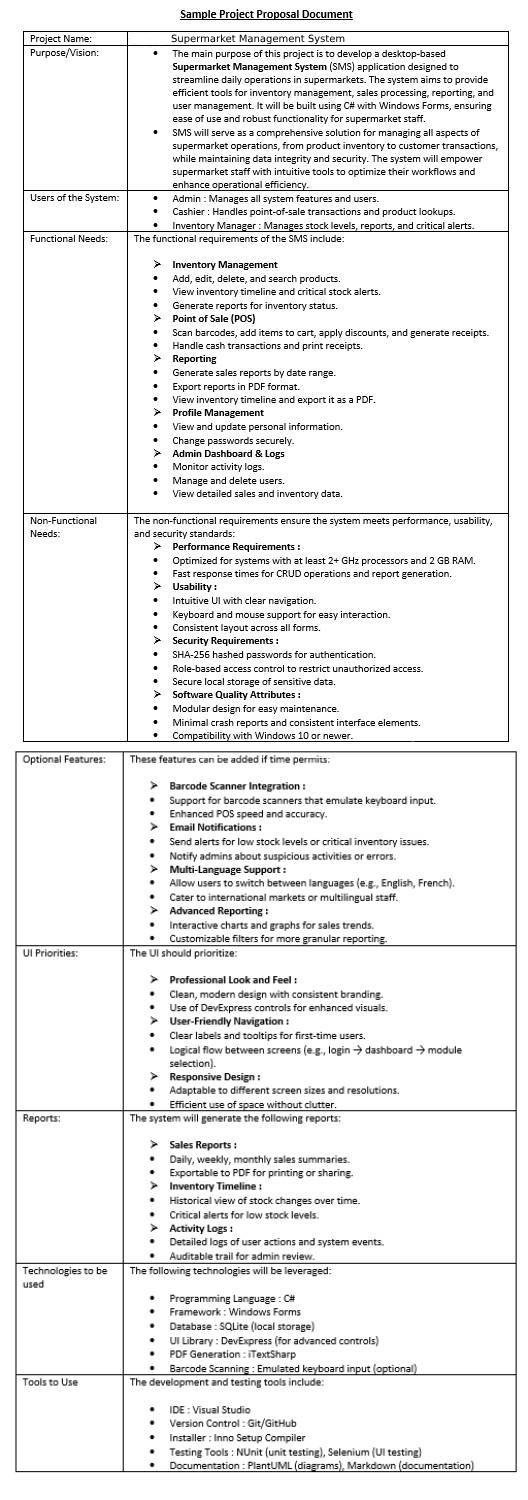 Sample Project Proposal Document
Project Name: Supermarket Management System
Purpose/Vision:
• The main purpose of this project is to develop a desktop-based
Supermarket Management System (SMS) application designed to
streamline daily operations in supermarkets. The system aims to provide
efficient tools for inventory management, sales processing, reporting, and
user management. It will be built using C# with Windows Forms, ensuring
ease of use and robust functionality for supermarket staff.
• SMS will serve as a comprehensive solution for managing all aspects of
supermarket operations, from product inventory to customer transactions,
while maintaining data integrity and security. The system will empower
supermarket staff with intuitive tools to optimize their workflows and
enhance operational efficiency.
Users of the System:
• Admin : Manages all system features and users.
• Cashier : Handles point-of-sale transactions and product lookups.
• Inventory Manager : Manages stock levels, reports, and critical alerts.
Functional Needs:
The functional requirements of the SMS include:
➢ Inventory Management
• Add, edit, delete, and search products.
• View inventory timeline and critical stock alerts.
• Generate reports for inventory status.
➢ Point of Sale (POS)
• Scan barcodes, add items to cart, apply discounts, and generate receipts.
• Handle cash transactions and print receipts.
➢ Reporting
• Generate sales reports by date range.
• Export reports in PDF format.
• View inventory timeline and export it as a PDF.
➢ Profile Management
• View and update personal information.
• Change passwords securely.
➢ Admin Dashboard & Logs
• Monitor activity logs.
• Manage and delete users.
• View detailed sales and inventory data.
Non-Functional
Needs:
The non-functional requirements ensure the system meets performance, usability,
and security standards:
➢ Performance Requirements :
• Optimized for systems with at least 2+ GHz processors and 2 GB RAM.
• Fast response times for CRUD operations and report generation.
➢ Usability :
• Intuitive UI with clear navigation.
• Keyboard and mouse support for easy interaction.
• Consistent layout across all forms.
➢ Security Requirements :
• SHA-256 hashed passwords for authentication.
• Role-based access control to restrict unauthorized access.
• Secure local storage of sensitive data.
➢ Software Quality Attributes :
• Modular design for easy maintenance.
• Minimal crash reports and consistent interface elements.
• Compatibility with Windows 10 or newer.
Optional Features:
These features can be added if time permits:
➢ Barcode Scanner Integration :
• Support for barcode scanners that emulate keyboard input.
• Enhanced POS speed and accuracy.
➢ Email Notifications :
• Send alerts for low stock levels or critical inventory issues.
• Notify admins about suspicious activities or errors.
➢ Multi-Language Support :
• Allow users to switch between languages (e.g., English, French).
• Cater to international markets or multilingual staff.
➢ Advanced Reporting :
• Interactive charts and graphs for sales trends.
• Customizable filters for more granular reporting.
UI Priorities:
The UI should prioritize:
➢ Professional Look and Feel :
• Clean, modern design with consistent branding.
• Use of DevExpress controls for enhanced visuals.
➢ User-Friendly Navigation :
• Clear labels and tooltips for first-time users.
• Logical flow between screens (e.g., login → dashboard → module
selection).
➢ Responsive Design :
• Adaptable to different screen sizes and resolutions.
• Efficient use of space without clutter.
Reports:
The system will generate the following reports:
➢ Sales Reports :
• Daily, weekly, monthly sales summaries.
• Exportable to PDF for printing or sharing.
➢ Inventory Timeline :
• Historical view of stock changes over time.
• Critical alerts for low stock levels.
➢ Activity Logs :
• Detailed logs of user actions and system events.
• Auditable trail for admin review.
Technologies to be
used
The following technologies will be leveraged:
• Programming Language : C#
• Framework : Windows Forms
• Database : SQLite (local storage)
• UI Library : DevExpress (for advanced controls)
• PDF Generation : iTextSharp
• Barcode Scanning : Emulated keyboard input (optional)
Tools to Use
The development and testing tools include:
• IDE : Visual Studio
• Version Control : Git/GitHub
• Installer : Inno Setup Compiler
• Testing Tools : NUnit (unit testing), Selenium (UI testing)
• Documentation : PlantUML (diagrams), Markdown (documentation)